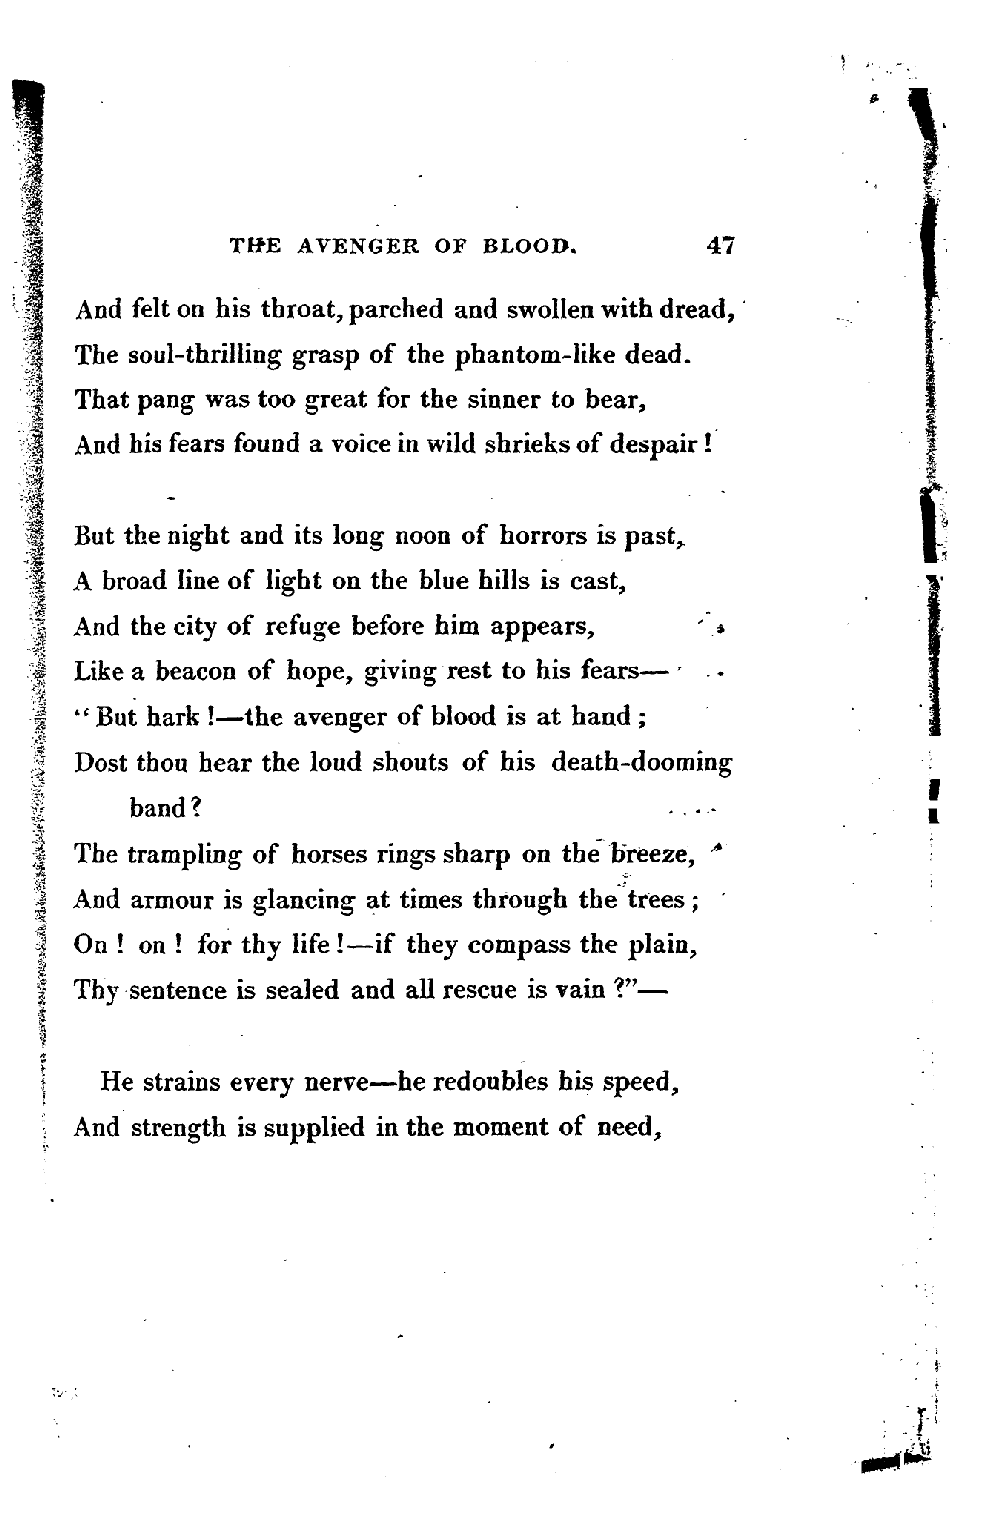 THE AVENGER OF BLOOD. 47
And felt on his throat, parched and swollen with dread,
The soul-thrilling grasp of the phantom-like dead.
That pang was too great for the sinner to bear,
And his fears found a voice in wild shrieks of despair !
But the night and its long noon of horrors is past,
A broad line of light on the blue hills is cast,
And the city of refuge before him appears,
Like a beacon of hope, giving rest to his fears—
“ But hark !—the avenger of blood is at hand ;
Dost thou hear the loud shouts of his death-dooming
band ?
The trampling of horses rings sharp on the breeze,
And armour is glancing at times through the trees ;
On ! on ! for thy life !—if they compass the plain,
Thy sentence is sealed and all rescue is vain ?”—
He strains every nerve—he redoubles his speed,
And strength is supplied in the moment of need,